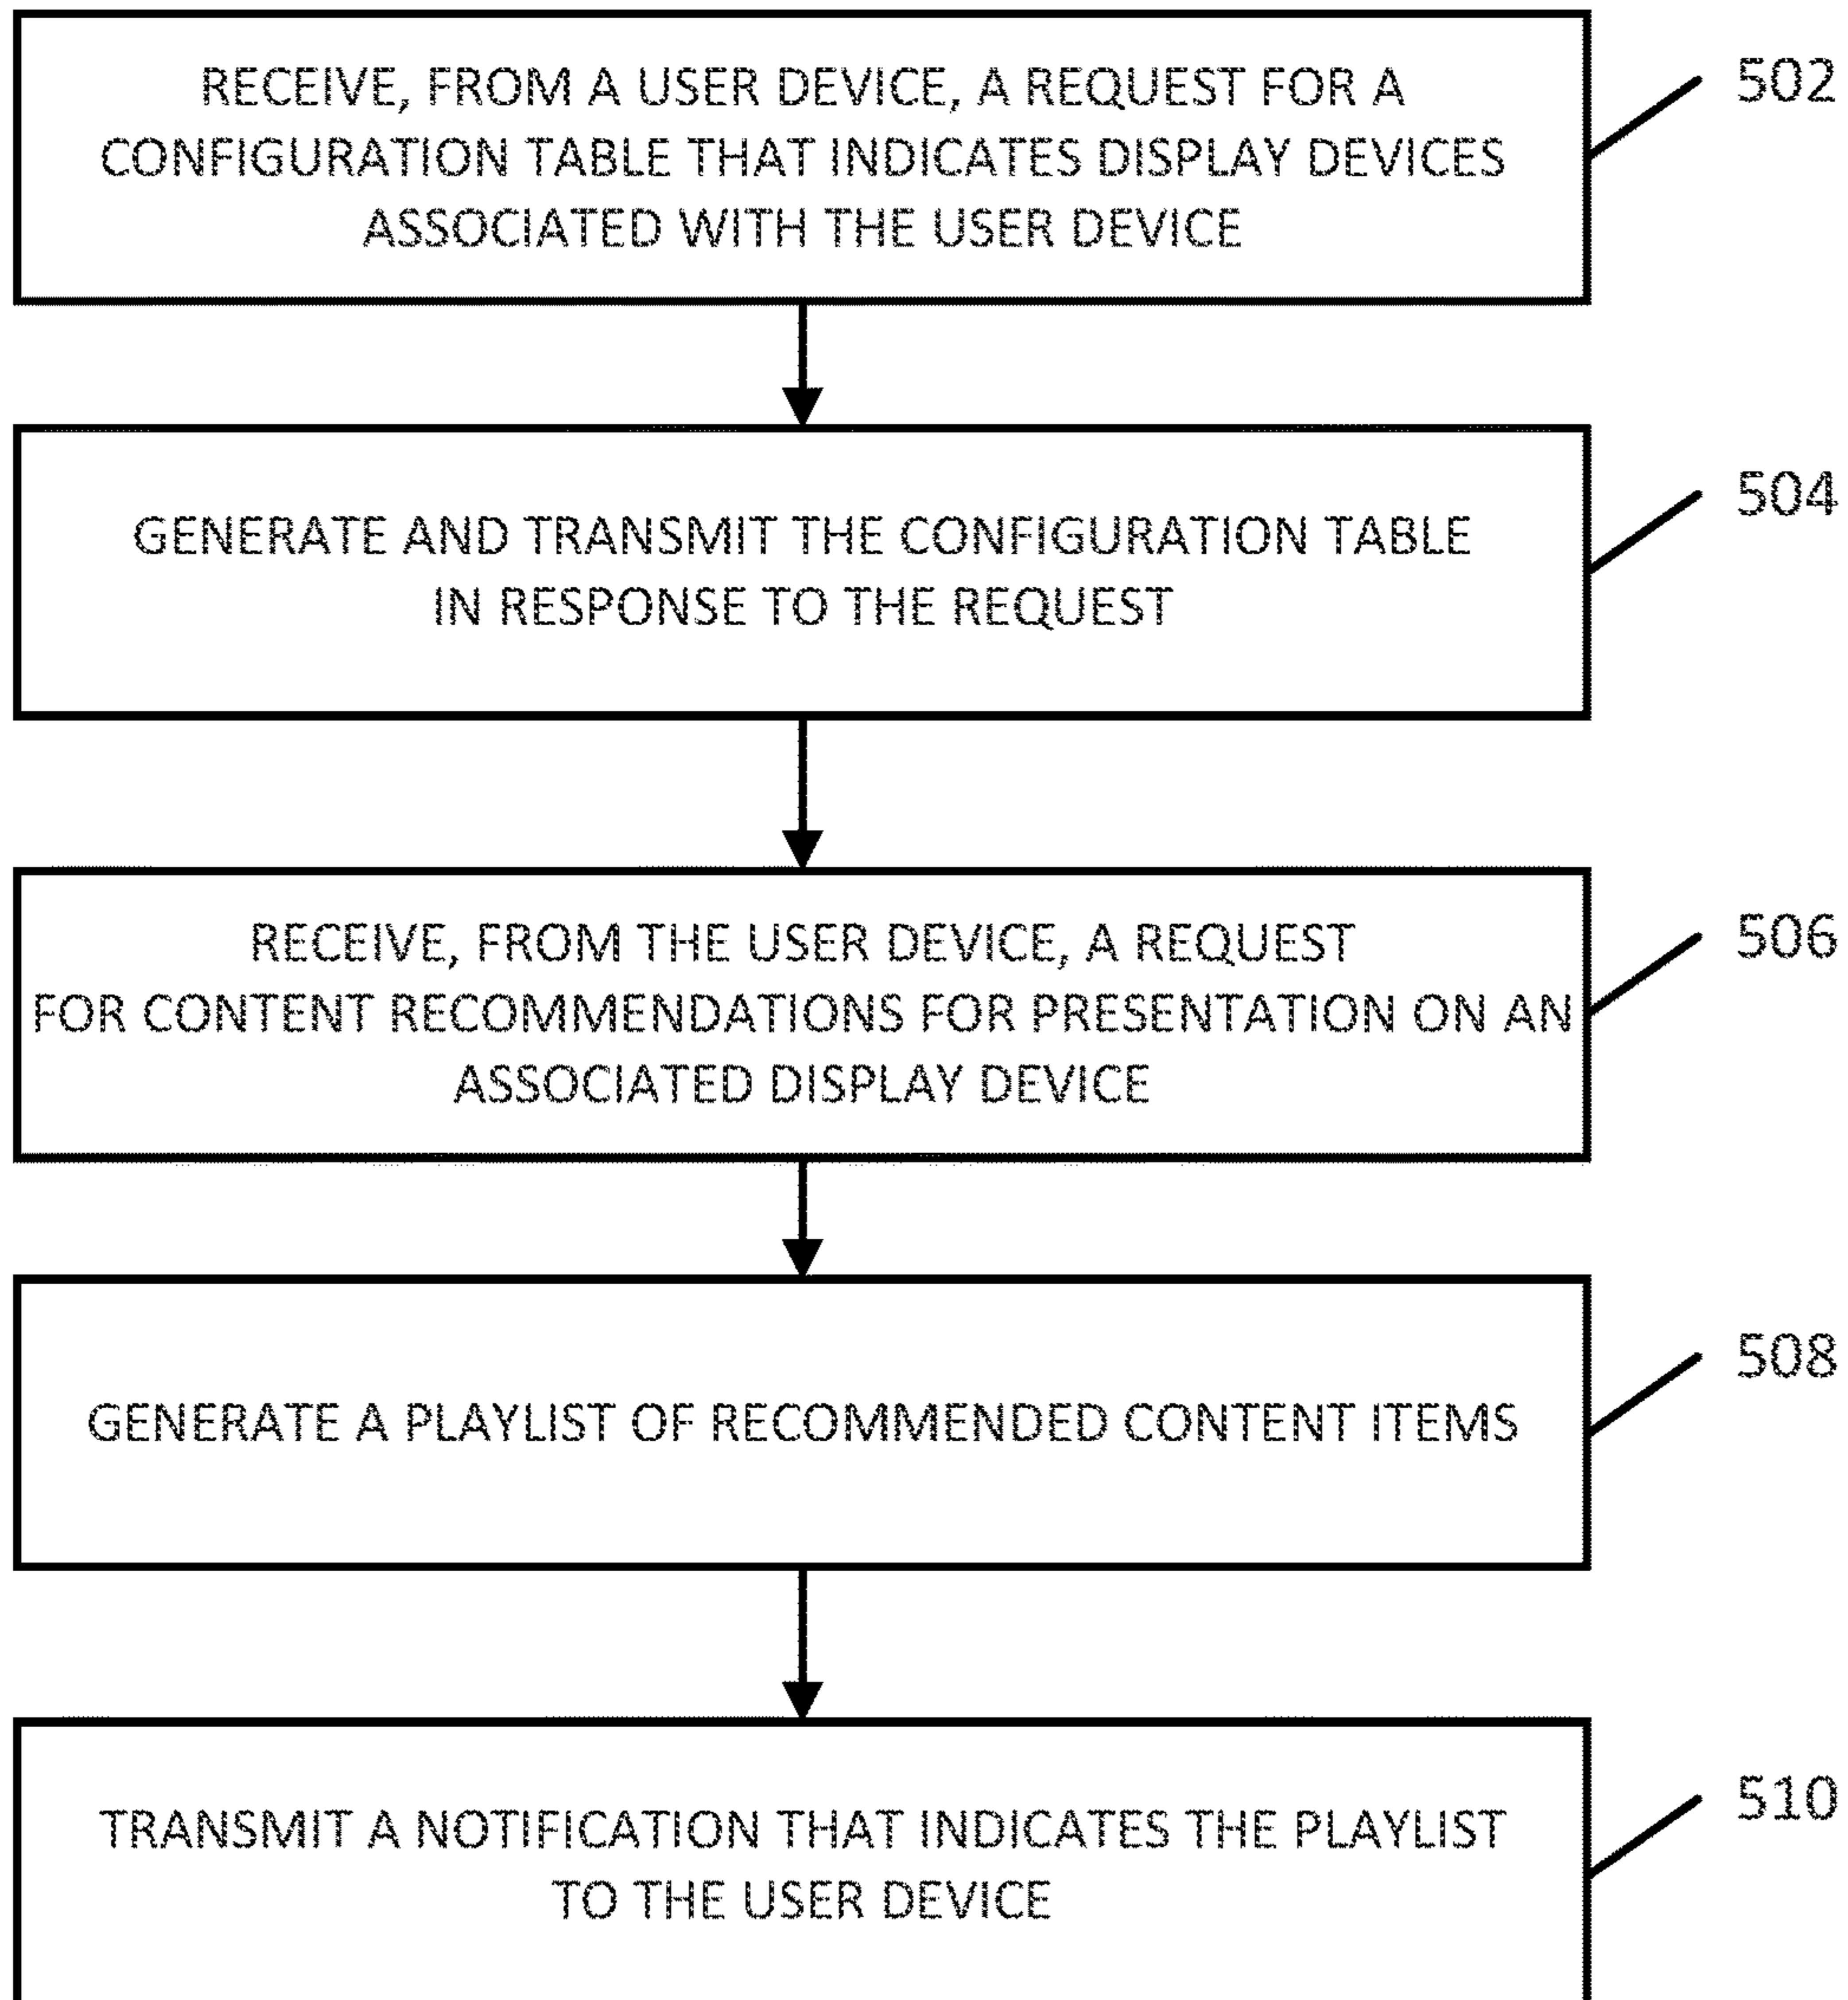 RECEIVE, FROM A USER DEVICE, A REQUEST FOR A
CONFIGURATION TABLE THAT INDICATES DISPLAY DEVICES
ASSOCIATED WITH THE USER DEVICE
502
GENERATE AND TRANSMIT THE CONFIGURATION TABLE
IN RESPONSE TO THE REQUEST
504
RECEIVE, FROM THE USER DEVICE, A REQUEST
FOR CONTENT RECOMMENDATIONS FOR PRESENTATION ON AN
ASSOCIATED DISPLAY DEVICE
506
GENERATE A PLAYLIST OF RECOMMENDED CONTENT ITEMS
508
TRANSMIT A NOTIFICATION THAT INDICATES THE PLAYLIST
TO THE USER DEVICE
510